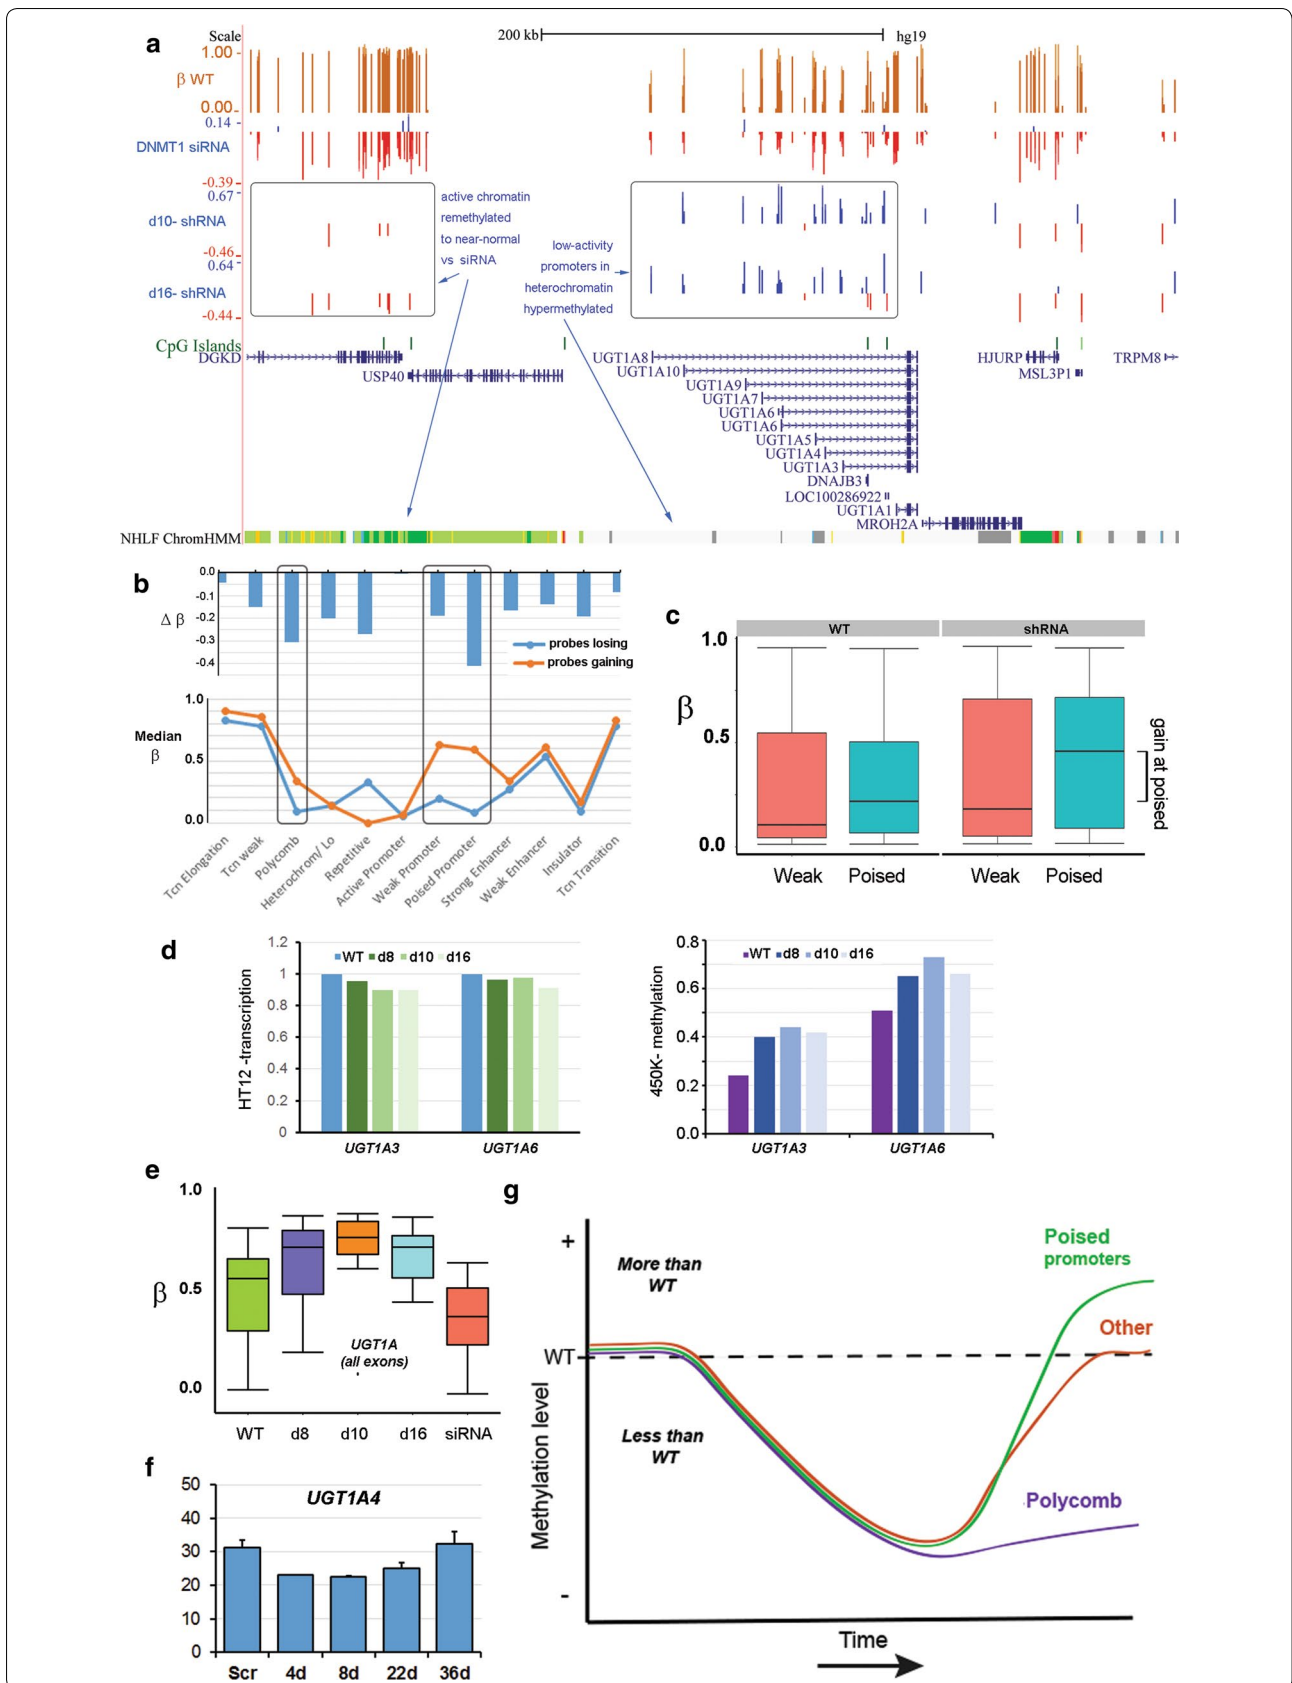 a
Scale
200 kb
hg19
1.00
β WT
0.00
0.14
DNMT1 siRNA
-0.39
0.67
d10- shRNA
-0.46
0.64
d16- shRNA
-0.44
active chromatin
remethylated
to near-normal
vs siRNA
low-activity
promoters in
heterochromatin
hypermethylated
CpG Islands
DGKD
USP40
UGT1A8
UGT1A10
UGT1A9
UGT1A7
UGT1A6
UGT1A6
UGT1A5
UGT1A4
UGT1A3
DNAJB3
LOC100286922
UGT1A1
MROH2A
HJURP
MSL3P1
TRPM8
NHLF ChromHMM
b
0.0
-0.1
-0.2
-0.3
-0.4
Δ β
probes losing
probes gaining
1.0
Median
β
0.5
0.0
Tcn Elongation
Tcn weak
Polycomb
Heterochrom/ Lo
Repetitive
Active Promoter
Weak Promoter
Poised Promoter
Strong Enhancer
Weak Enhancer
Insulator
Tcn Transition
c
WT
shRNA
1.0
β
0.5
0.0
gain at poised
Weak
Poised
Weak
Poised
d
HT12 -transcription
1.2
1
0.8
0.6
0.4
0.2
0
WT d8 d10 d16
UGT1A3
UGT1A6
450K- methylation
0.8
0.6
0.4
0.2
0.0
WT d8 d10 d16
UGT1A3
UGT1A6
e
1.0
β
0.5
0.0
UGT1A
(all exons)
WT
d8
d10
d16
siRNA
f
UGT1A4
50
40
30
20
10
0
Scr
4d
8d
22d
36d
g
Methylation level
+
WT
-
More than
WT
Less than
WT
Poised
promoters
Other
Polycomb
Time